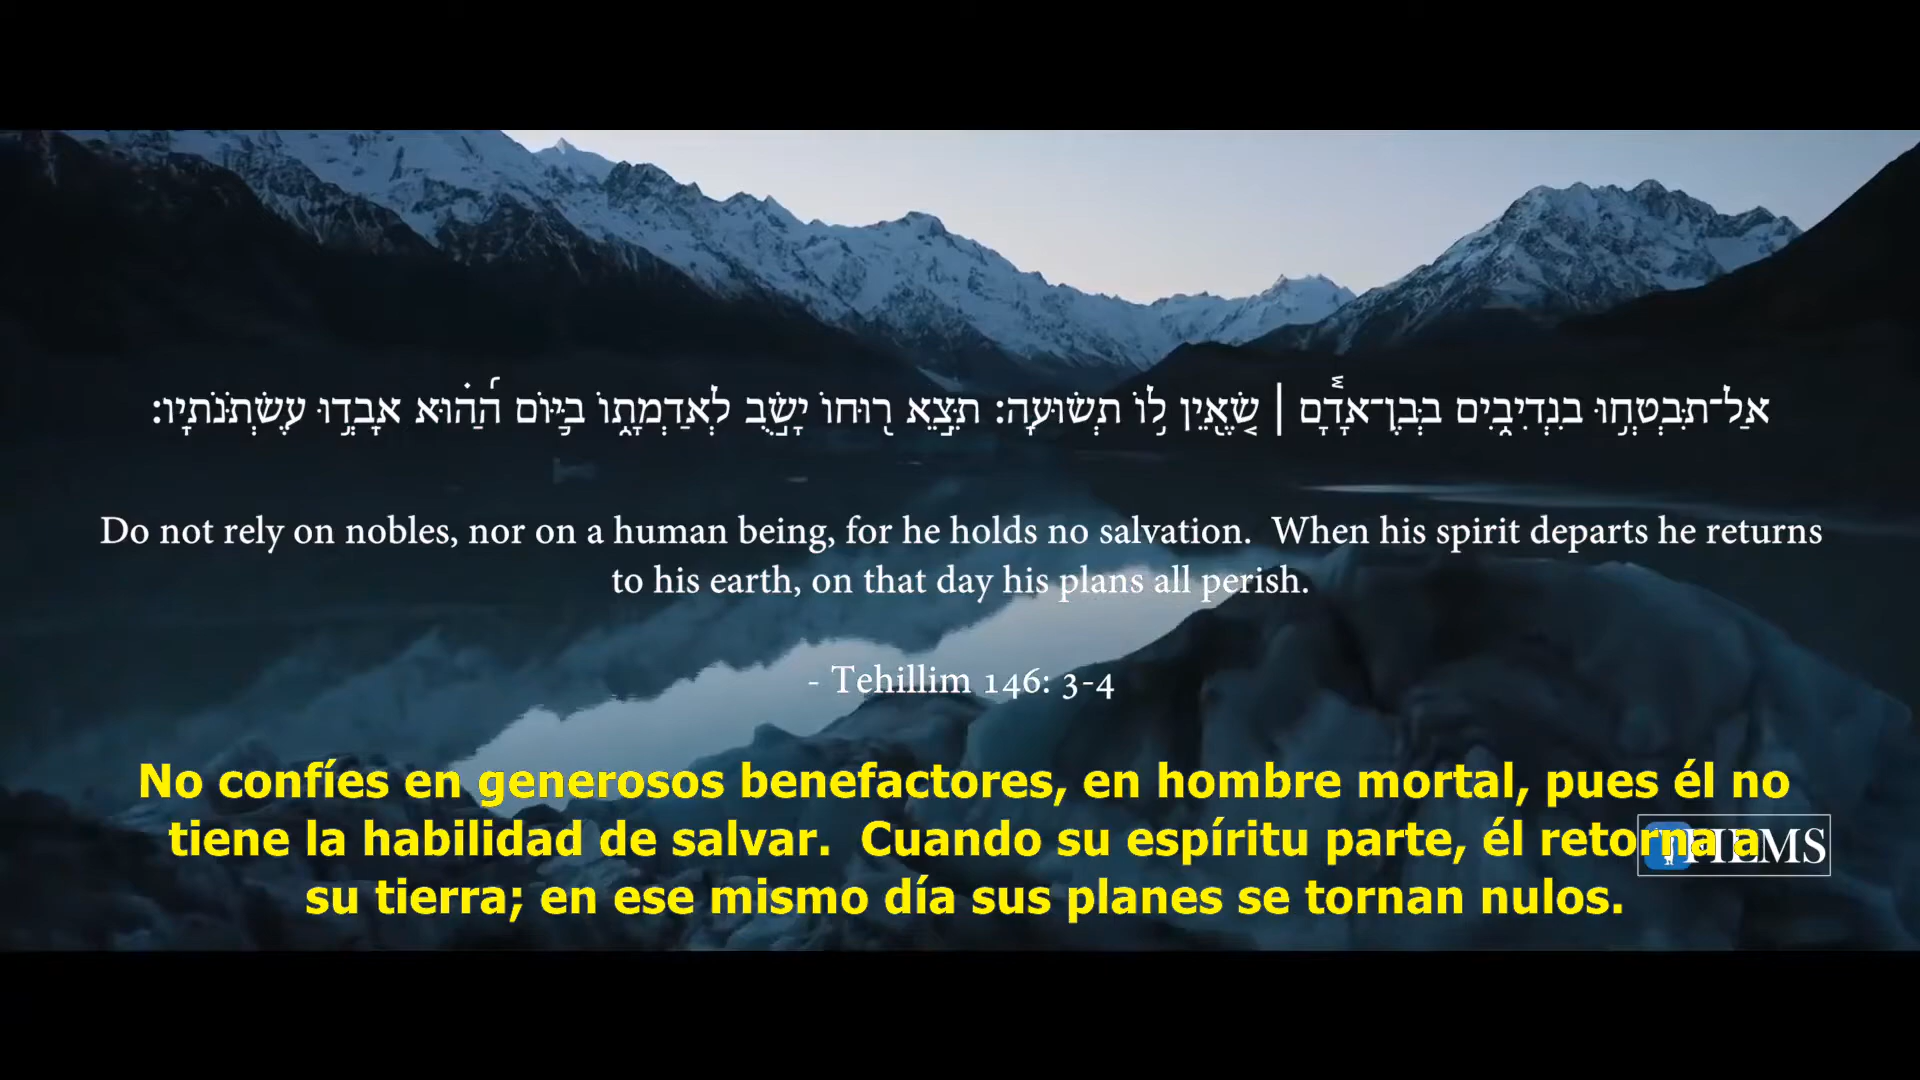 אַל־תִּבְטְח֥וּ בִנְדִיבִ֑ים בְּבֶן־אָדָ֓ם | שֶׁ֤אֵ֖ין ל֥וֹ תְשׁוּעָֽה׃ תֵּצֵ֣א ר֭וּחוֹ יָשֻׁ֣ב לְאַדְמָת֑וֹ בַּיּ֥וֹם הַ֝ה֗וּא אָבְד֥וּ עֶשְׁתֹּנֹתָֽיו׃
Do not rely on nobles, nor on a human being, for he holds no salvation. When his spirit departs he returns
to his earth, on that day his plans all perish.
- Tehillim 146: 3-4
No confíes en generosos benefactores, en hombre mortal, pues él no
tiene la habilidad de salvar. Cuando su espíritu parte, él retorna a
su tierra; en ese mismo día sus planes se tornan nulos.